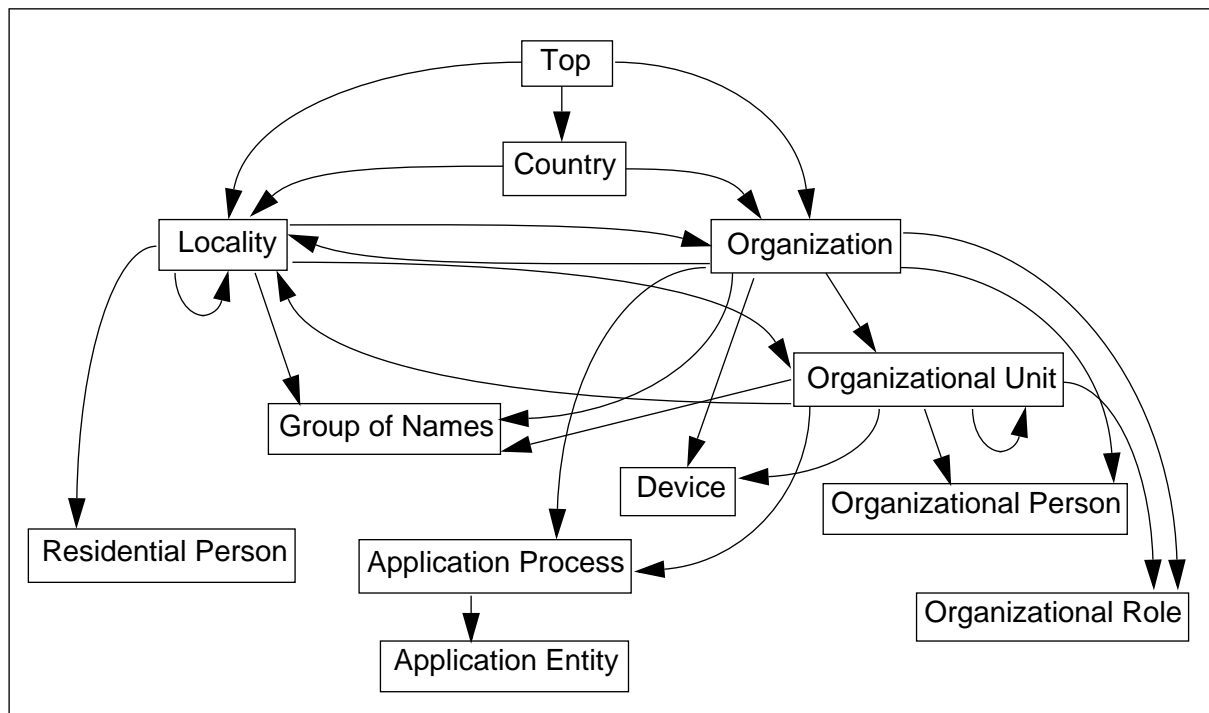 Top
Country
Locality
Organization
Organizational Unit
Group of Names
Device
Organizational Person
Residential Person
Application Process
Organizational Role
Application Entity